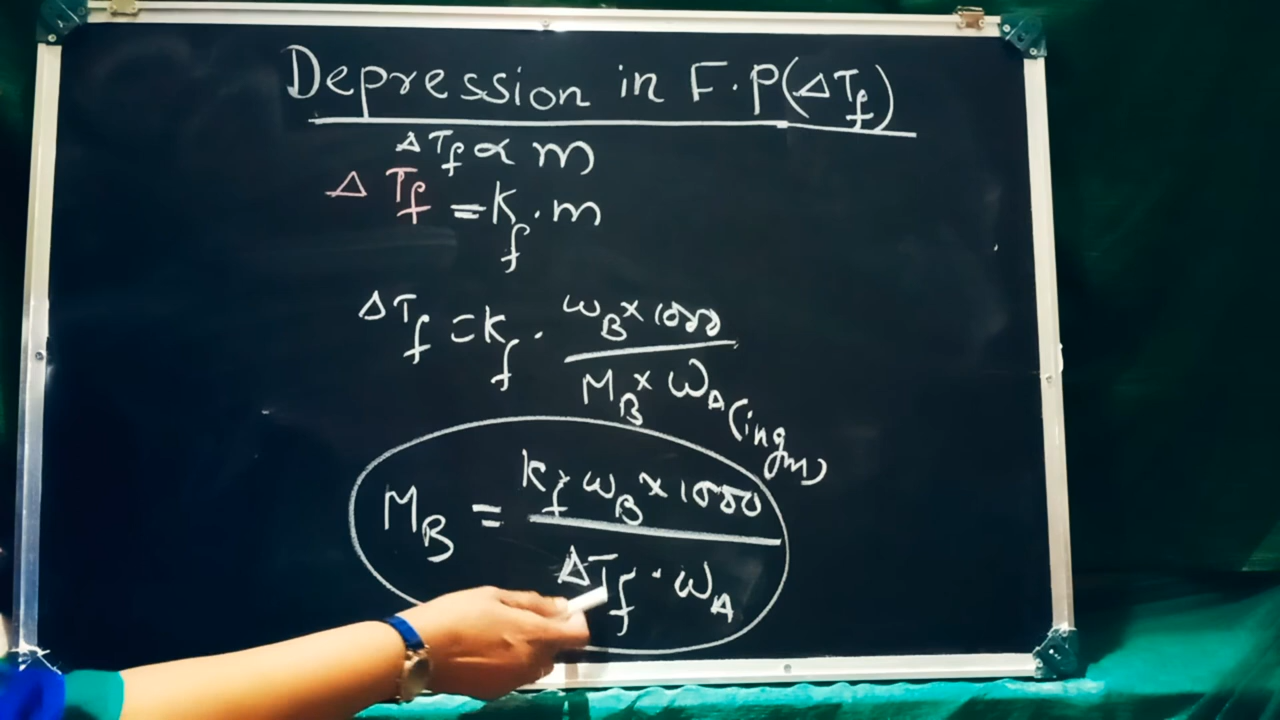 Depression in F.P(ΔTf)
ΔTf ∝ m
ΔTf = Kf . m
ΔTf = Kf . wB × 1000 / MB × WA (in gm)
MB = Kf × wB × 1000 / ΔTf . wA